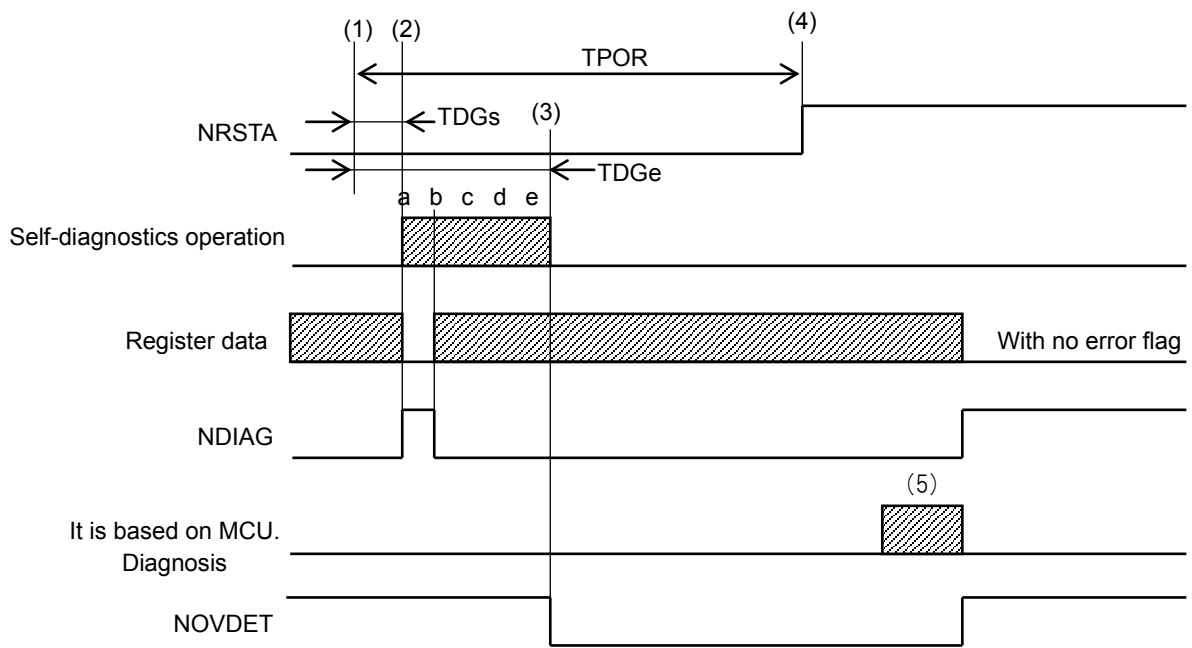 (1) (2) (4)
TPOR
TDGs (3)
NRSTA
TDGe
a b c d e
Self-diagnostics operation
Register data
With no error flag
NDIAG
(5)
It is based on MCU.
Diagnosis
NOVDET